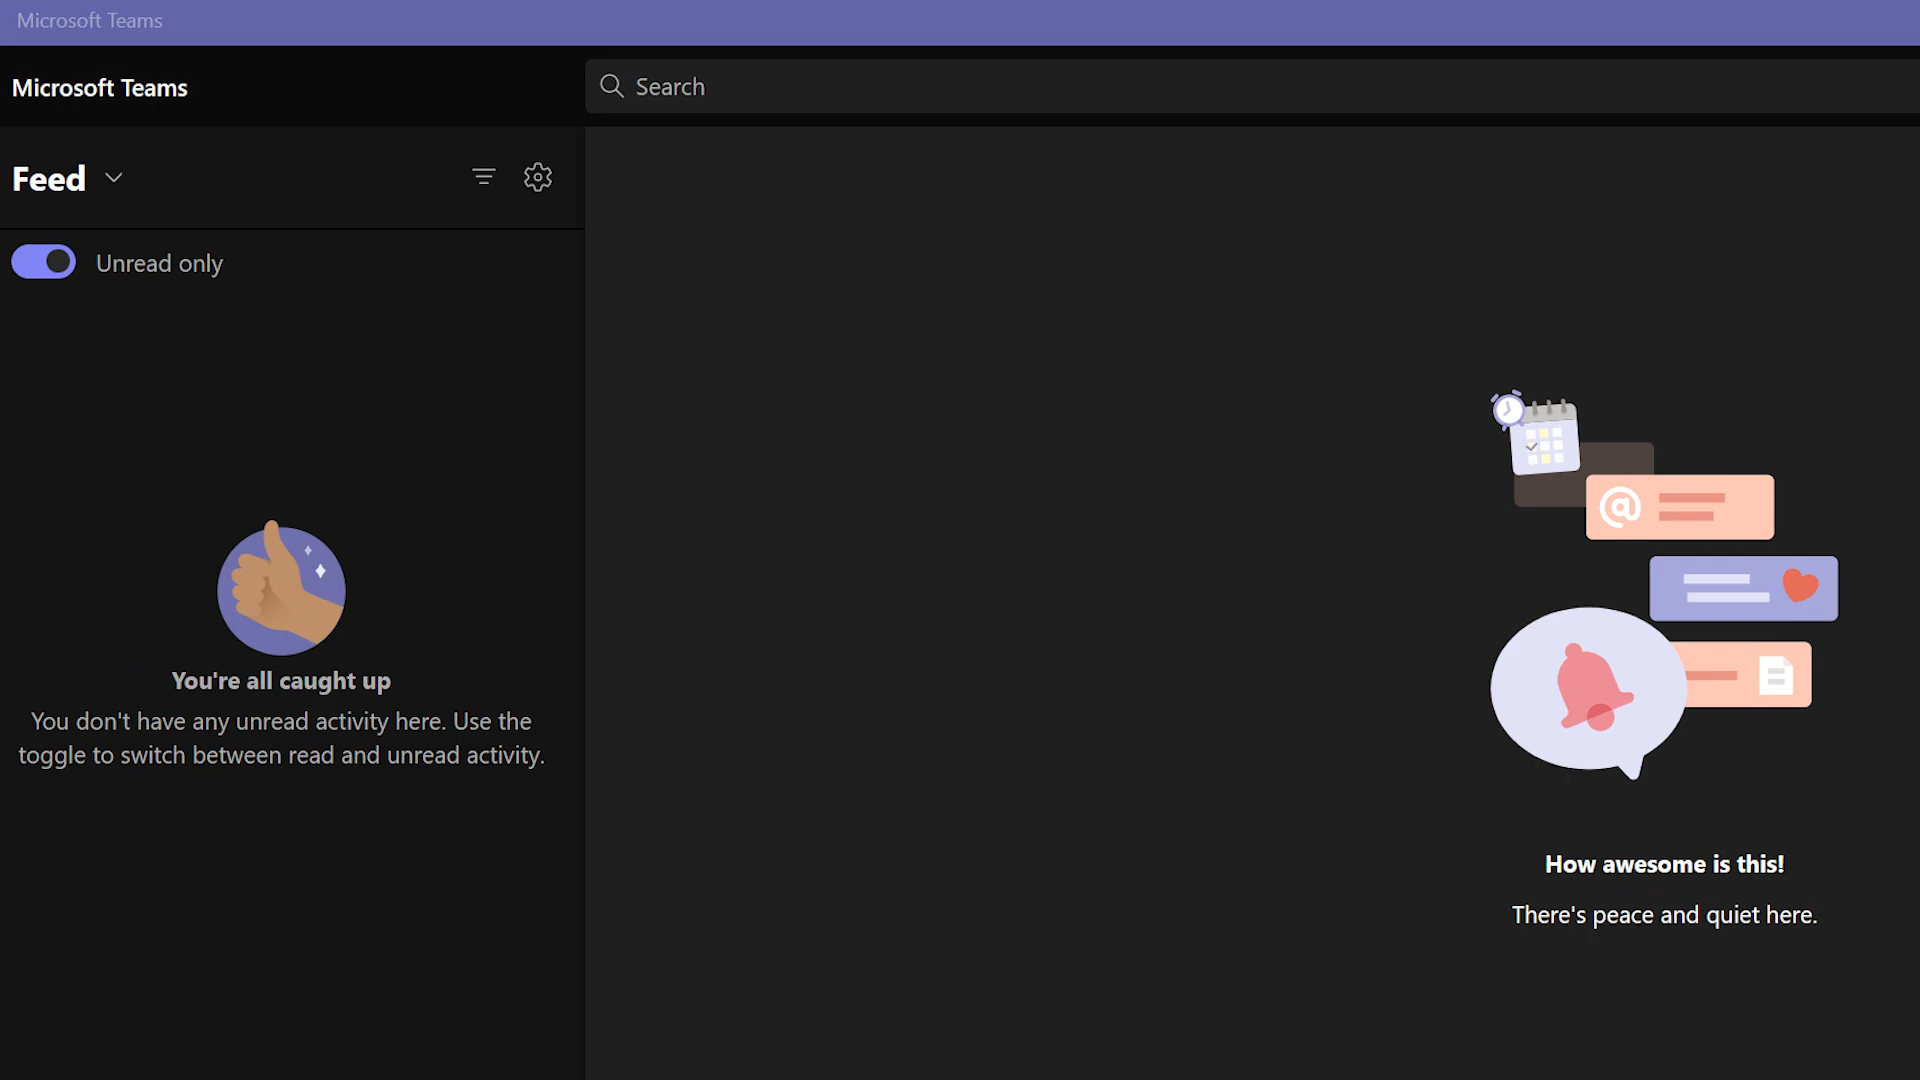 Microsoft Teams
Microsoft Teams
Search
Feed
Unread only
You're all caught up
You don't have any unread activity here. Use the
toggle to switch between read and unread activity.
@
How awesome is this!
There's peace and quiet here.